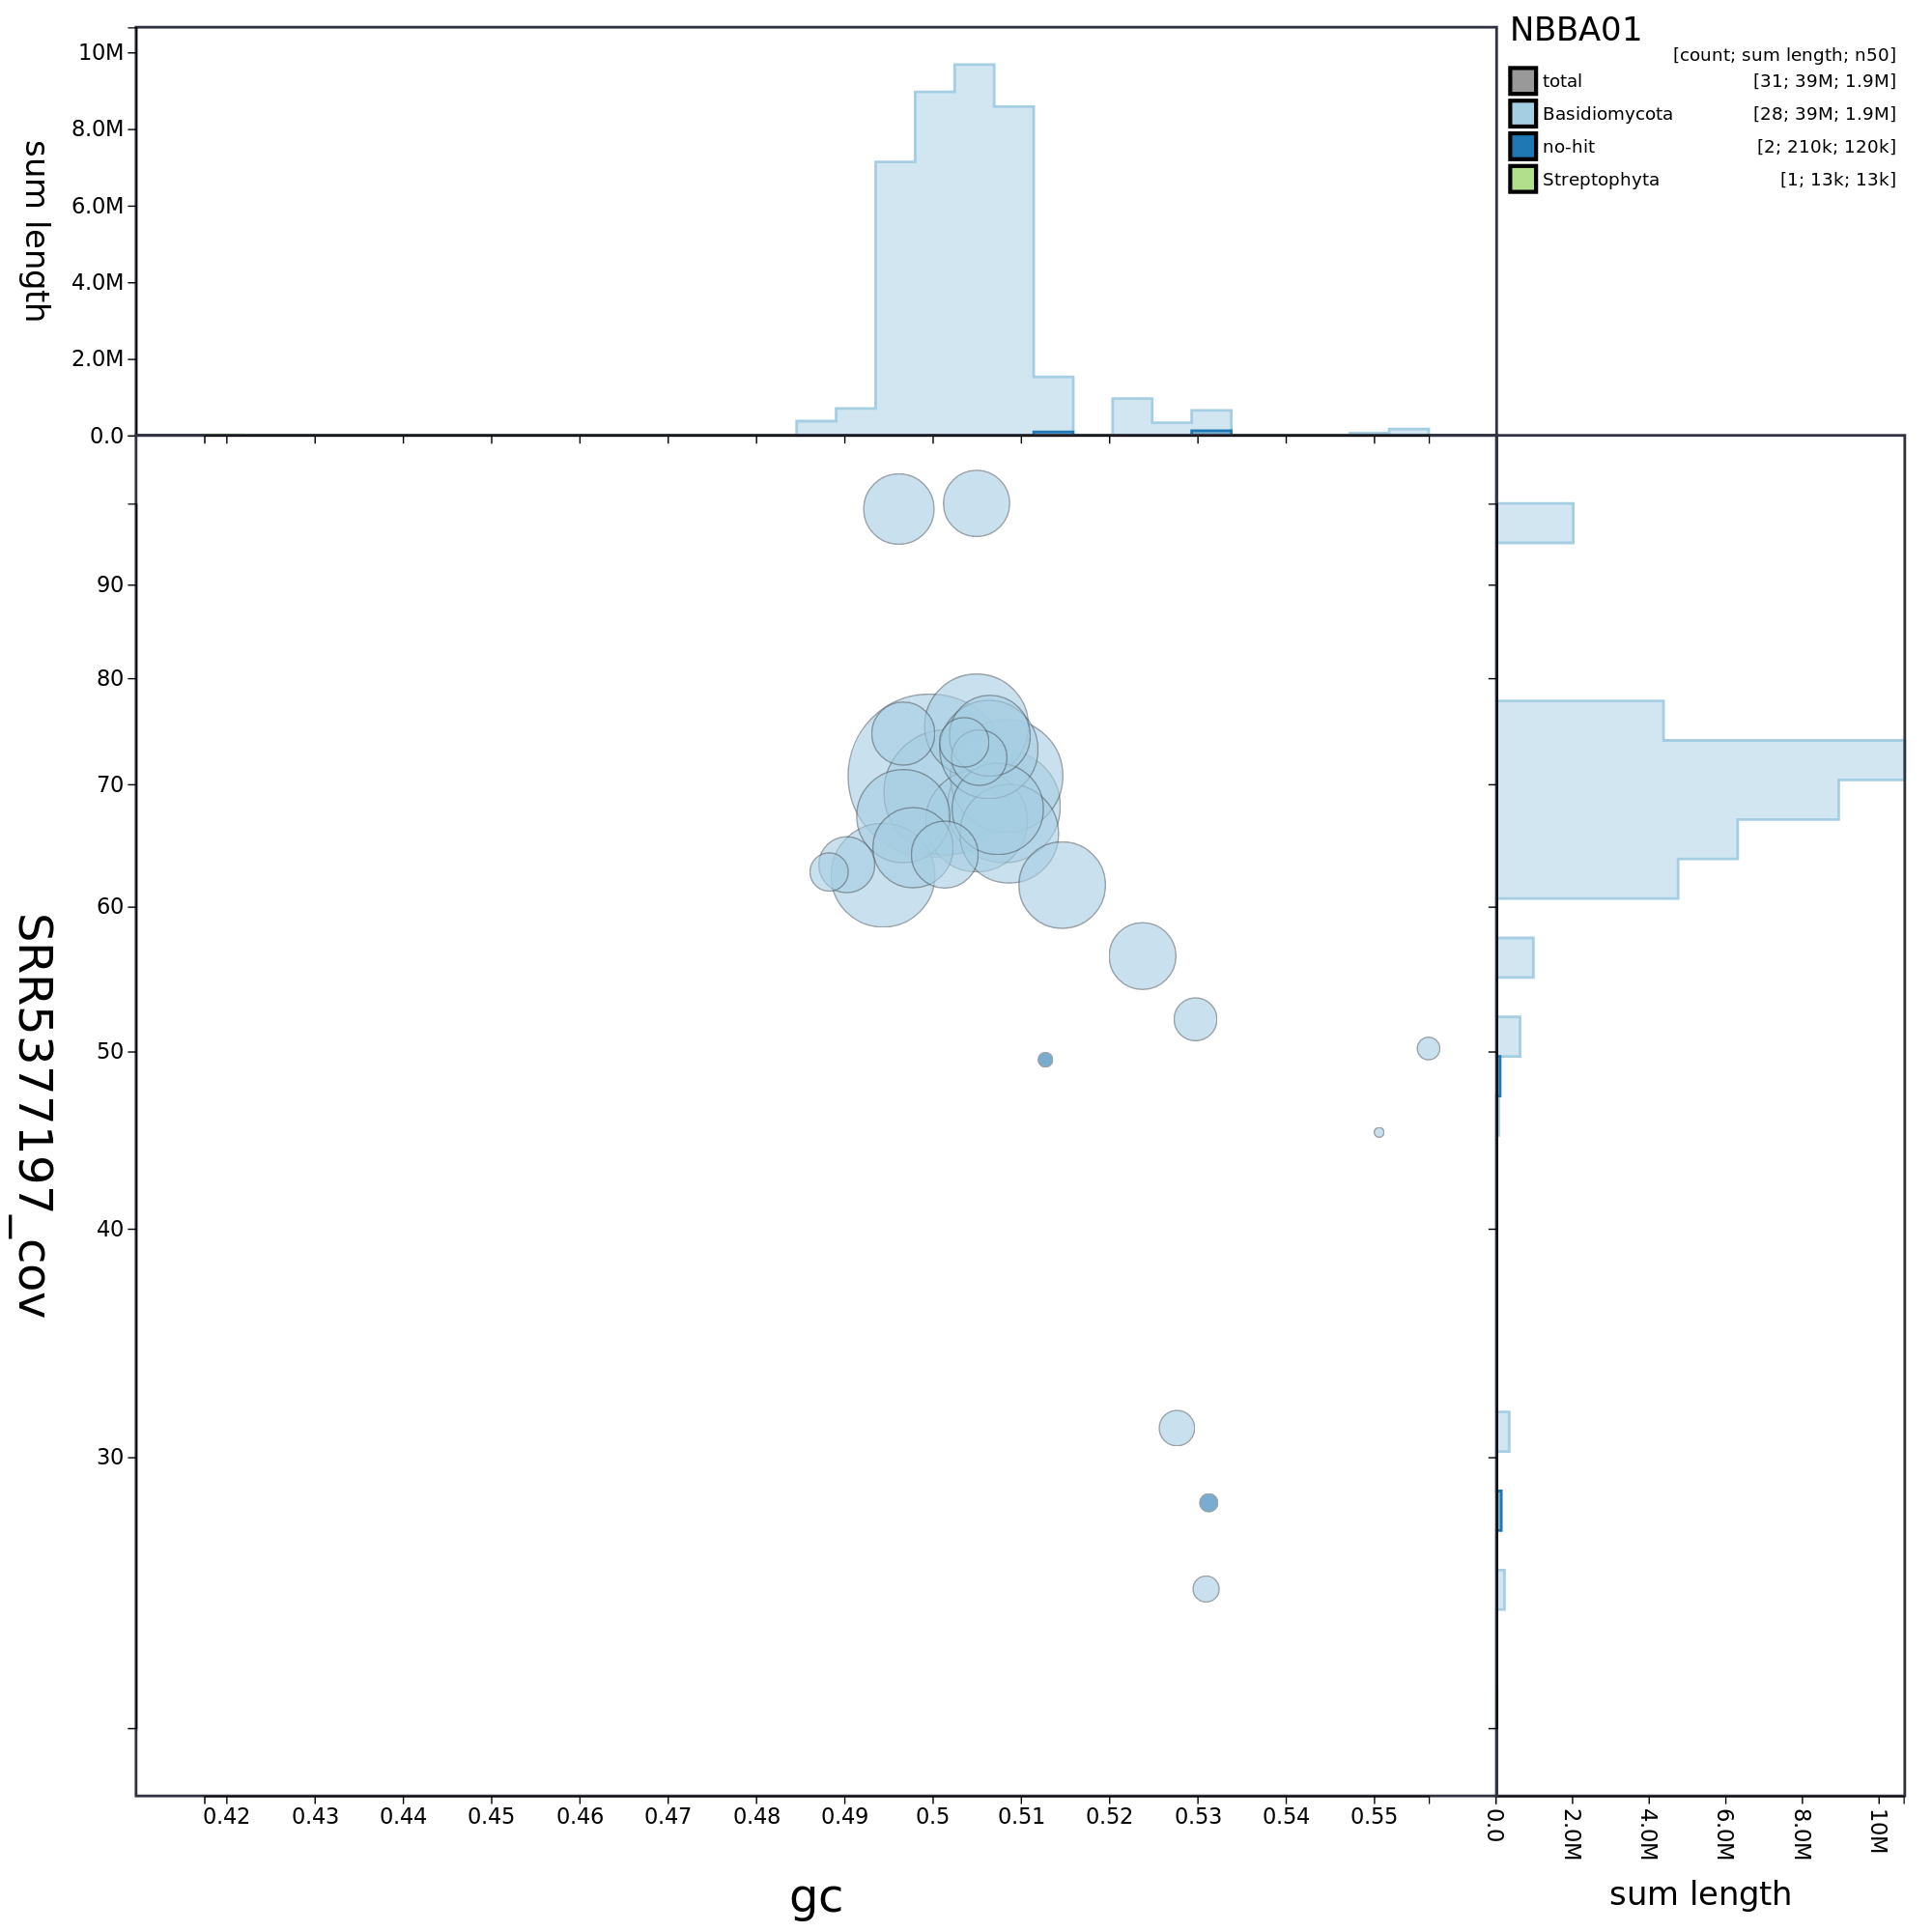 NBBA01
[count; sum length; n50]
total [31; 39M; 1.9M]
Basidiomycota [28; 39M; 1.9M]
no-hit [2; 210k; 120k]
Streptophyta [1; 13k; 13k]
10M
8.0M
6.0M
4.0M
2.0M
0.0
sum length
90
80
70
60
50
40
30
SRR5377197_cov
0.42 0.43 0.44 0.45 0.46 0.47 0.48 0.49 0.5 0.51 0.52 0.53 0.54 0.55
gc
0.0 2.0M 4.0M 6.0M 8.0M 10M
sum length